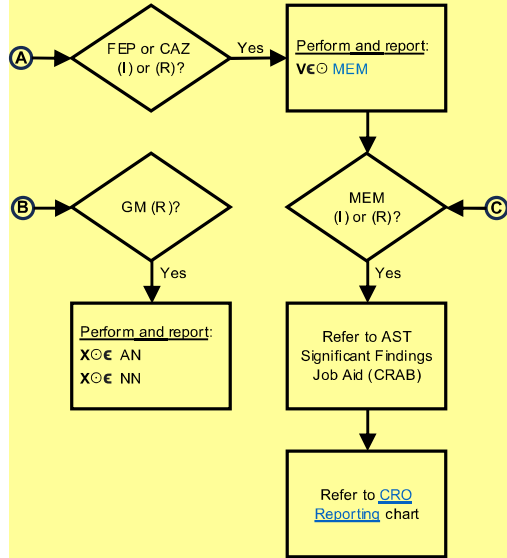 A
FEP or CAZ
(I) or (R)?
Yes
Perform and report:
V€⊙ MEM
B
GM (R)?
MEM
(I) or (R)?
C
Yes
Yes
Perform and report:
X⊙€ AN
X⊙€ NN
Refer to AST
Significant Findings
Job Aid (CRAB)
Refer to CRO
Reporting chart